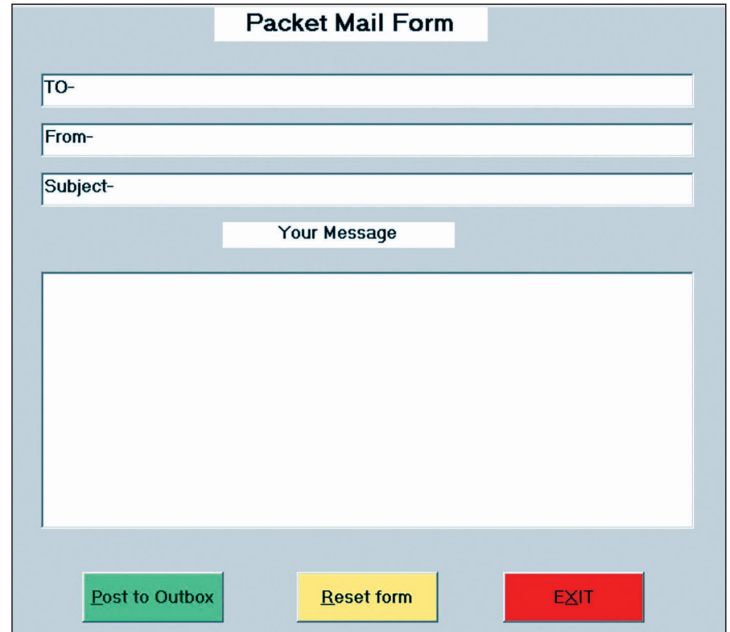 Packet Mail Form
TO-
From-
Subject-
Your Message
Post to Outbox
Reset form
EXIT